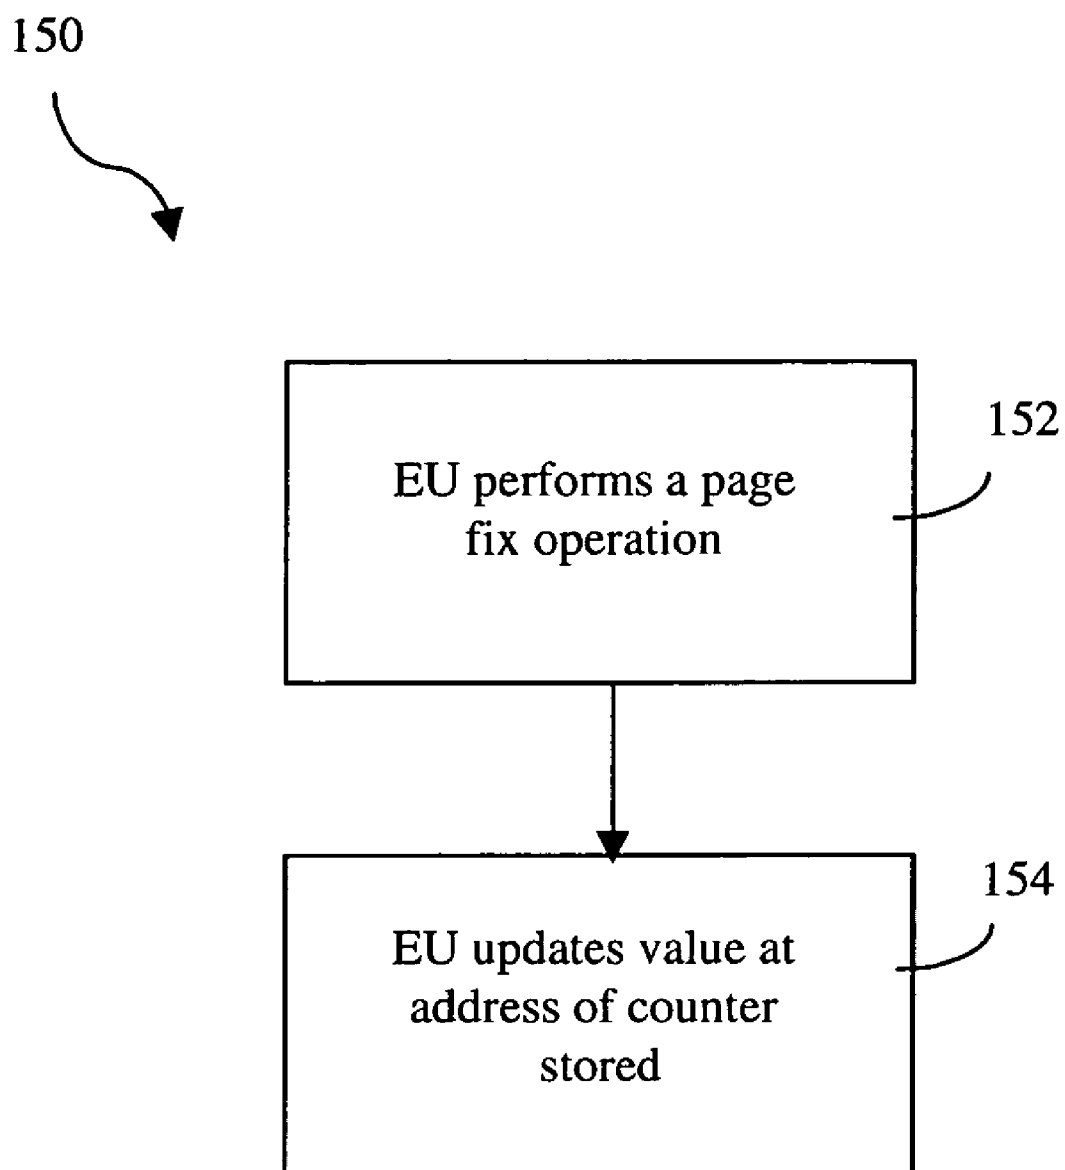 150
152
EU performs a page
fix operation
154
EU updates value at
address of counter
stored